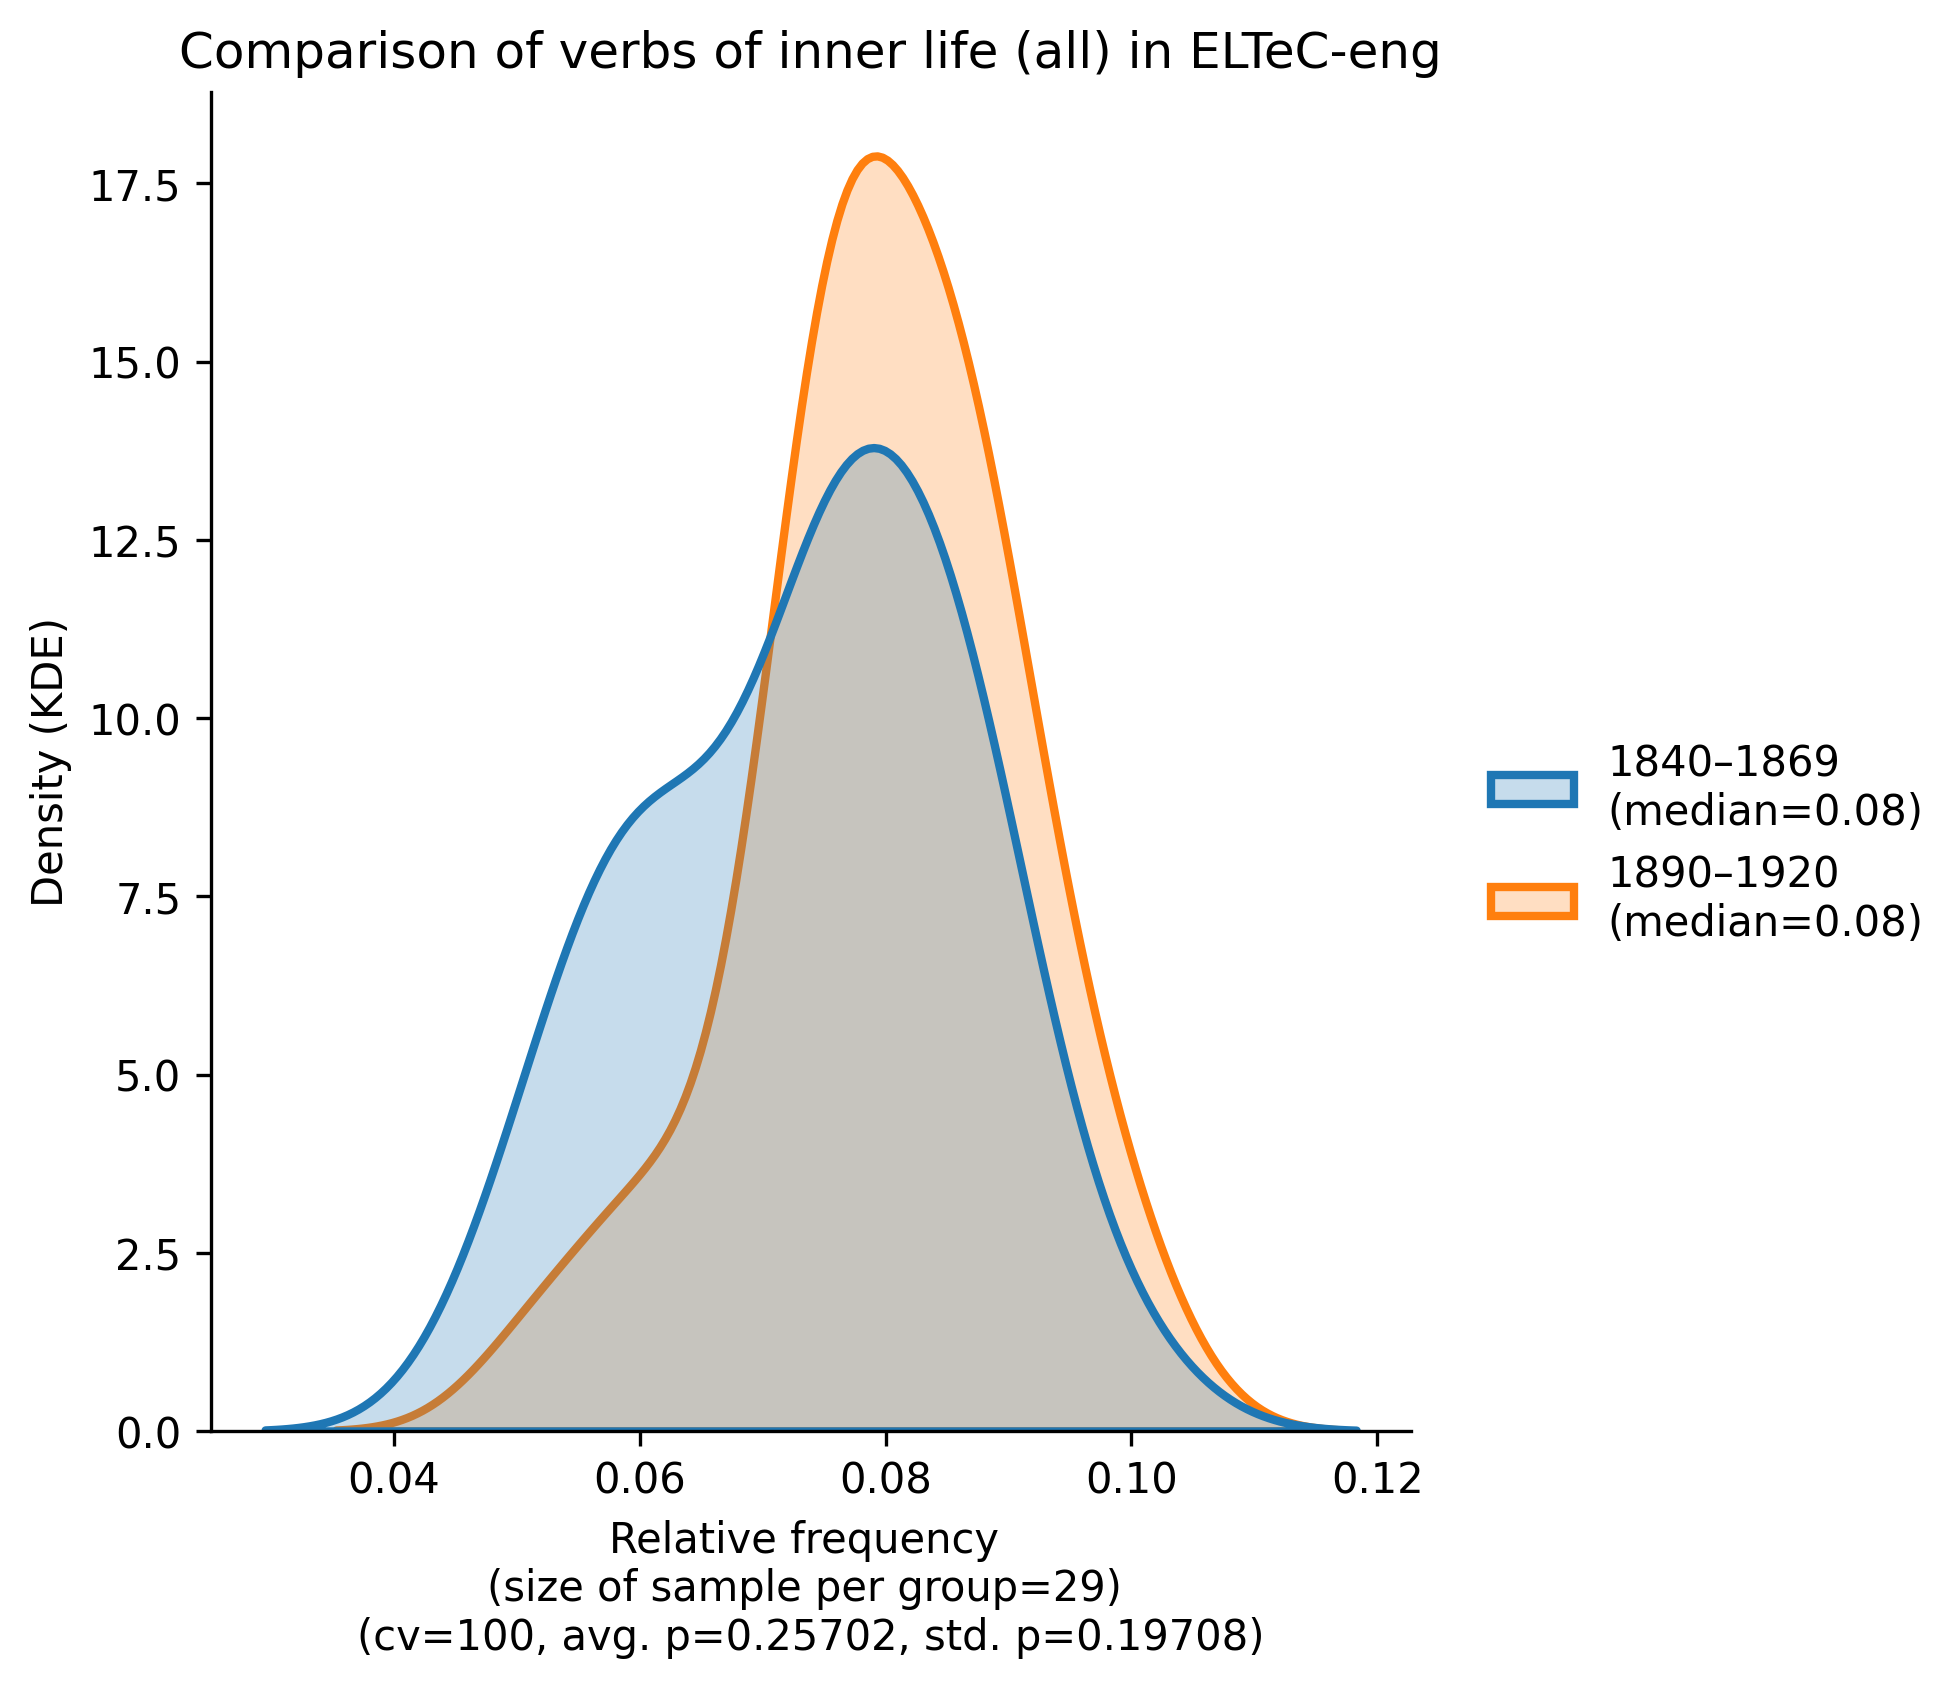 Comparison of verbs of inner life (all) in ELTeC-eng
Density (KDE)
17.5
15.0
12.5
10.0
7.5
5.0
2.5
0.0
0.04
0.06
0.08
0.10
0.12
Relative frequency
(size of sample per group=29)
(cv=100, avg. p=0.25702, std. p=0.19708)
1840–1869
(median=0.08)
1890–1920
(median=0.08)